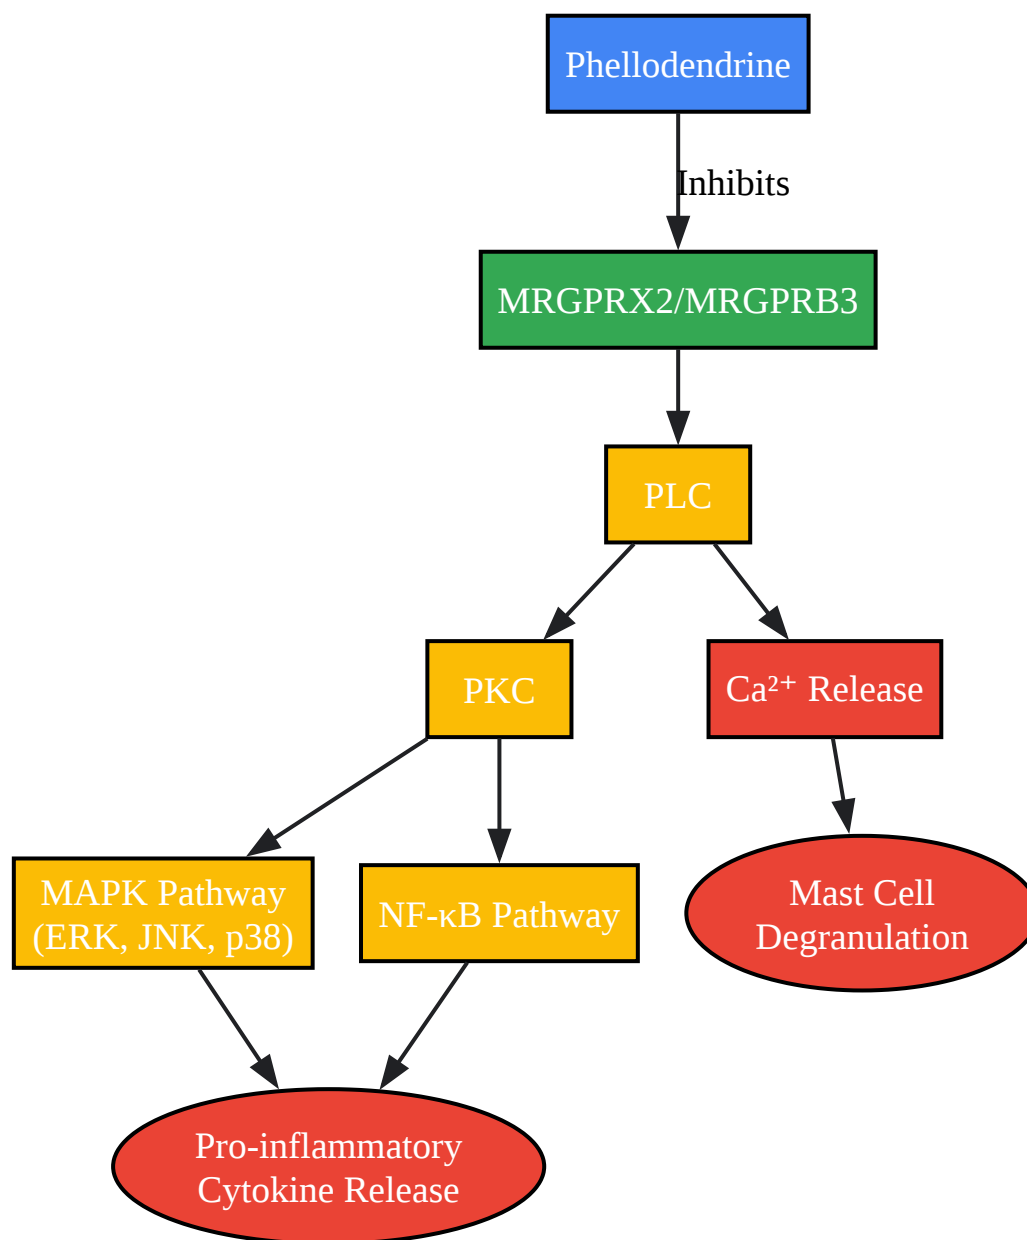 Phellodendrine
Inhibits
MRGPRX2/MRGPRB3
PLC
PKC
Ca²⁺ Release
MAPK Pathway
(ERK, JNK, p38)
NF-κB Pathway
Mast Cell
Degranulation
Pro-inflammatory
Cytokine Release